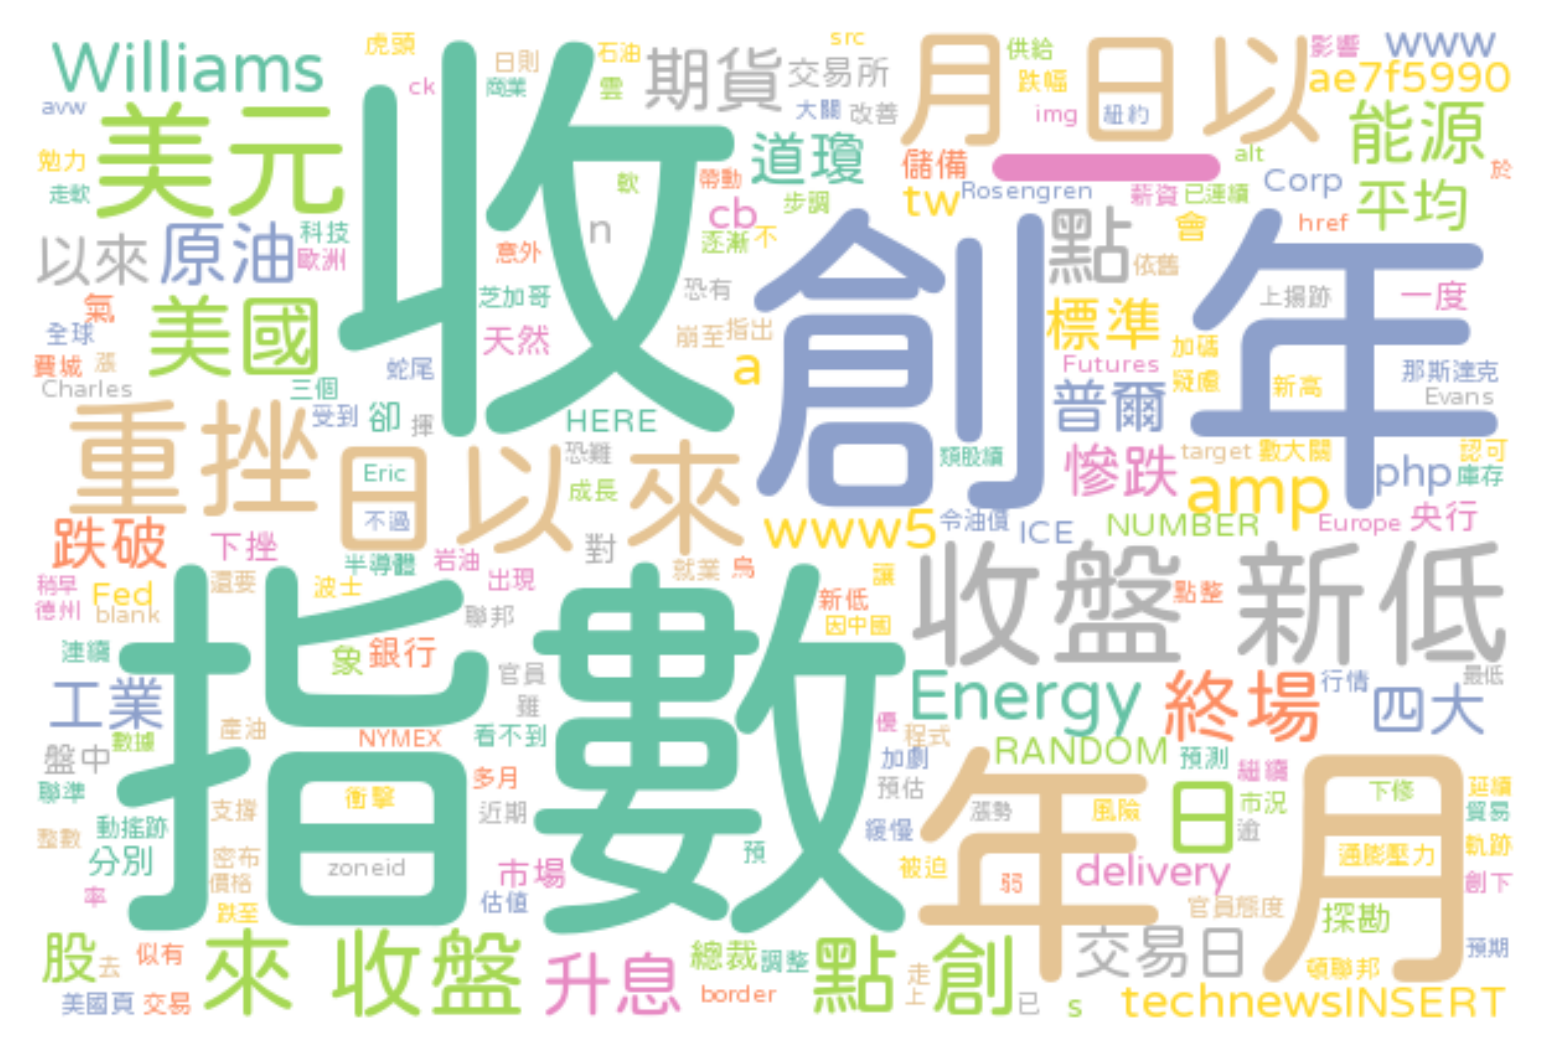 Williams
虎頭
日則
石油
src
月日以
供給
影響
www
ck
商業
雲
期貨
交易所
跌幅
ae7f5990
avw
大關
改善
img
紐約
能源
美元
收
道瓊
儲備
一
alt
於
勉力
走軟
軟
帶動
tw
Rosengren
薪資
已連續
Corp
平均
cb
步調
以來
原油
科技
歐洲
意外
n
逐漸
不
創年
點
會
href
依舊
氣
美國
芝加哥
恐有
上揚跡
一度
全球
天然
崩至
指出
標準
加碼
費城
漲
蛇尾
a
Futures
疑慮
新高
那斯達克
Charles
三個
受到
卻
揮
HERE
普爾
Evans
重挫
日以來
恐難
類股續
慘跌
target
數大關
認可
Eric
成長
php
庫存
不過
amp
跌破
下挫
對
www5
令油價
ICE
NUMBER
Europe
央行
半導體
岩油
出現
就業
烏
讓
收盤
新低
稍早
德州
Fed
blank
還要
波士
聯邦
新低
因中國
點整
連續
指數
象
銀行
官員
雖
Energy
終場
行情
最低
四大
工業
產油
NYMEX
看不到
優
程式
RANDOM
預測
繼續
盤中
數據
加劇
聯準
衝擊
多月
預估
年月
漲勢
風險
日
市況
下修
延續
貿易
整數
動搖跡
支撐
近期
緩慢
逾
分別
密布
zoneid
市場
預
被迫
弱
delivery
通膨壓力
軌跡
率
價格
跌至
估值
官員態度
探勘
創下
股
去
似有
來
收盤
升息
總裁
調整
點創
走上
交易日
頓聯邦
預期
美國頁
交易
border
已
s
technewsINSERT